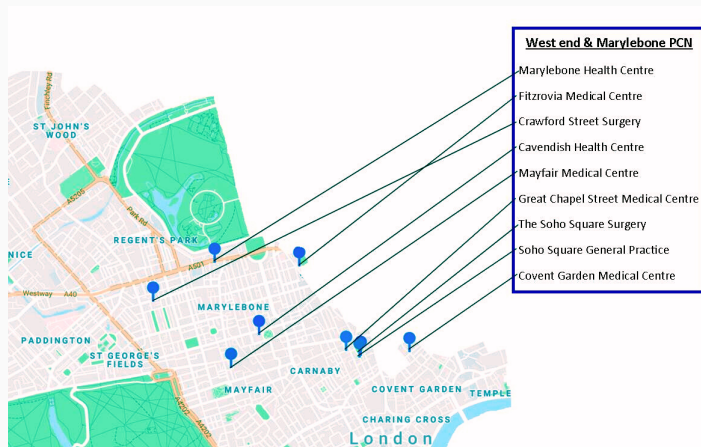 West end & Marylebone PCN
Marylebone Health Centre
Fitzrovia Medical Centre
Crawford Street Surgery
Cavendish Health Centre
Mayfair Medical Centre
Great Chapel Street Medical Centre
The Soho Square Surgery
Soho Square General Practice
Covent Garden Medical Centre
Finchley Rd
ST JOHN'S
WOOD
A5205
Park Rd
REGENT'S PARK
A501
NICE
Westway
A40
MARYLEBONE
PADDINGTON
ST GEORGE'S
FIELDS
MAYFAIR
CARNABY
COVENT GARDEN
TEMPLE
A4202
A4202
CHARING CROSS
London